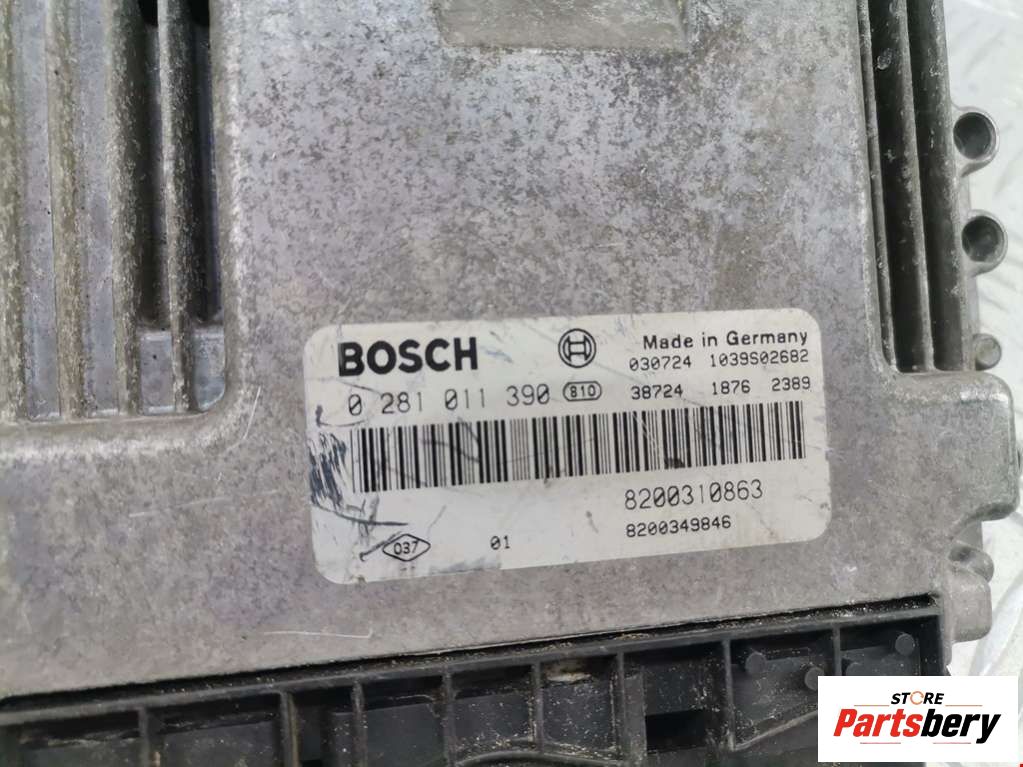 BOSCH
Made in Germany
030724 1039S02682
0 281 011 390 810 38724 1876 2389
8200310863
8200349846
037 01
STORE
Partsbery